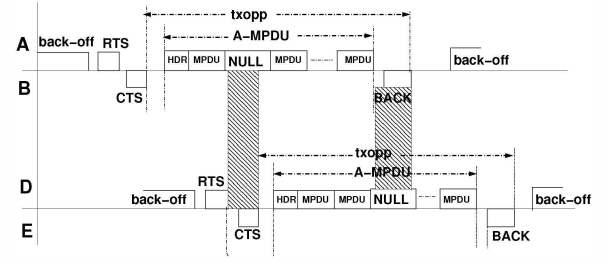 txopp
A A-MPDU
back-off RTS
HDR MPDU NULL MPDU MPDU back-off
B CTS BACK
txopp
D RTS A-MPDU
back-off HDR MPDU MPDU NULL MPDU back-off
E CTS BACK